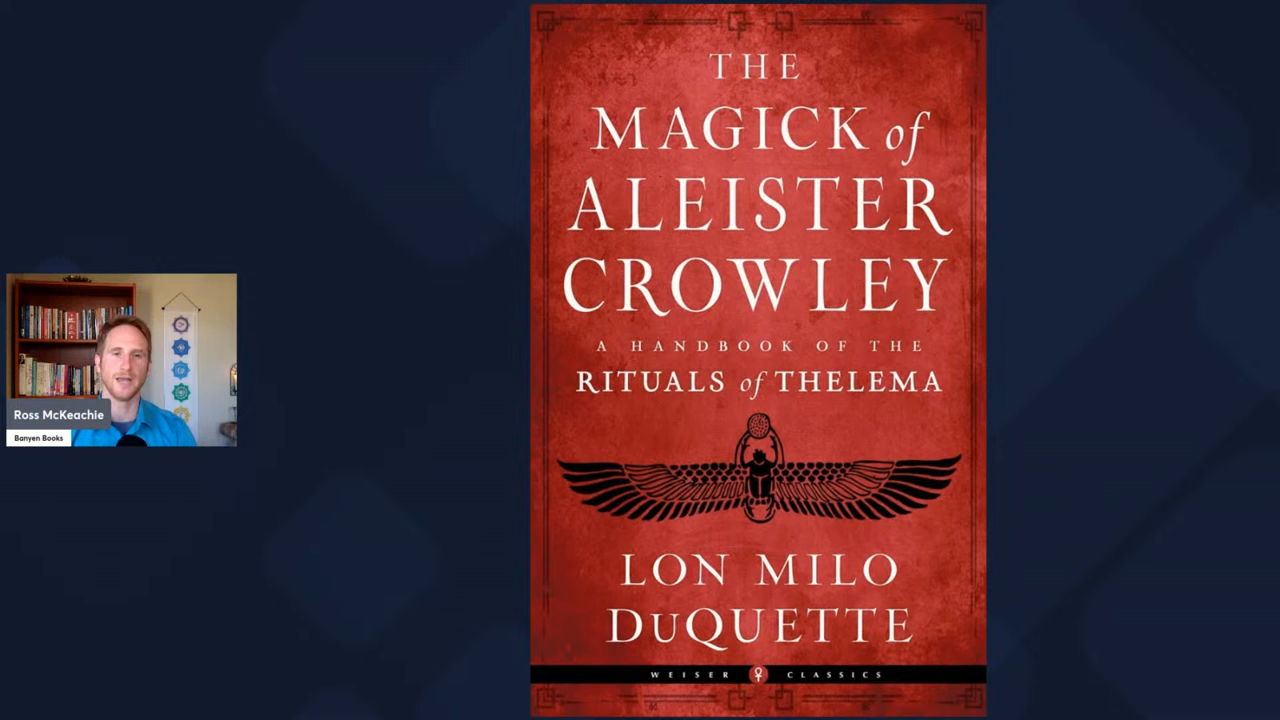 THE
MAGICK of
ALEISTER
CROWLEY
A HANDBOOK OF THE
RITUALS of THELEMA
LON MILO
DuQUETTE
WEISER CLASSICS
Ross McKeachie
Banyen Books